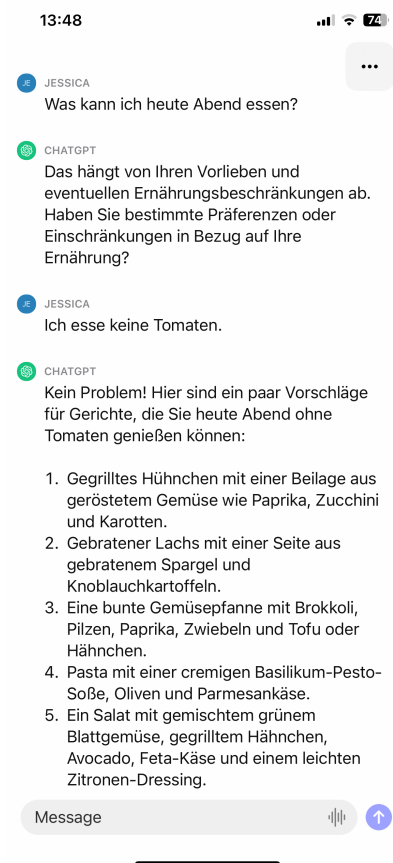 13:48
74
JE JESSICA
Was kann ich heute Abend essen?
CHATGPT
Das hängt von Ihren Vorlieben und
eventuellen Ernährungsbeschränkungen ab.
Haben Sie bestimmte Präferenzen oder
Einschränkungen in Bezug auf Ihre
Ernährung?
JE JESSICA
Ich esse keine Tomaten.
CHATGPT
Kein Problem! Hier sind ein paar Vorschläge
für Gerichte, die Sie heute Abend ohne
Tomaten genießen können:
1. Gegrilltes Hühnchen mit einer Beilage aus
geröstetem Gemüse wie Paprika, Zucchini
und Karotten.
2. Gebratener Lachs mit einer Seite aus
gebratenem Spargel und
Knoblauchkartoffeln.
3. Eine bunte Gemüsepfanne mit Brokkoli,
Pilzen, Paprika, Zwiebeln und Tofu oder
Hähnchen.
4. Pasta mit einer cremigen Basilikum-Pesto-
Soße, Oliven und Parmesankäse.
5. Ein Salat mit gemischtem grünem
Blattgemüse, gegrilltem Hähnchen,
Avocado, Feta-Käse und einem leichten
Zitronen-Dressing.
Message